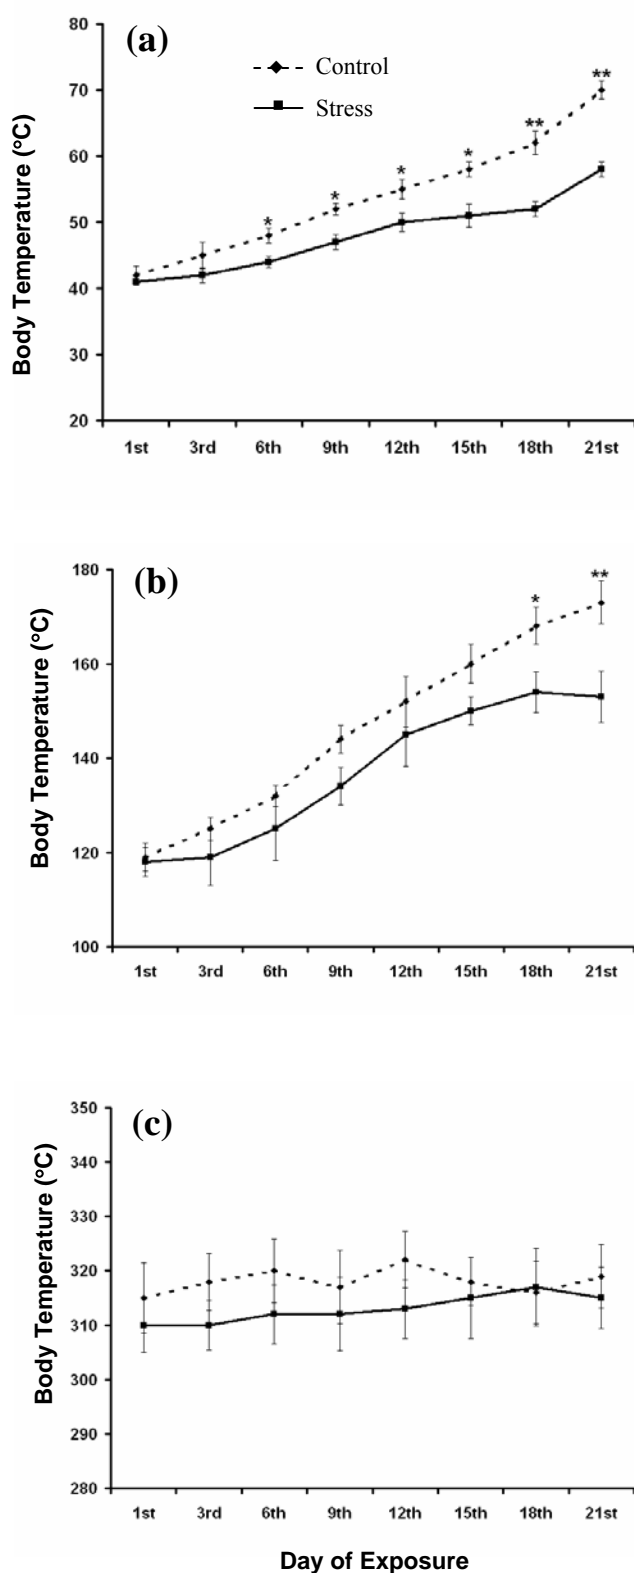 (a)
Control
Stress
Body Temperature (°C)
80
70
60
50
40
30
20
* * * * ** **
1st 3rd 6th 9th 12th 15th 18th 21st
(b)
Body Temperature (°C)
180
160
140
120
100
* **
1st 3rd 6th 9th 12th 15th 18th 21st
(c)
Body Temperature (°C)
350
340
330
320
310
300
290
280
1st 3rd 6th 9th 12th 15th 18th 21st
Day of Exposure